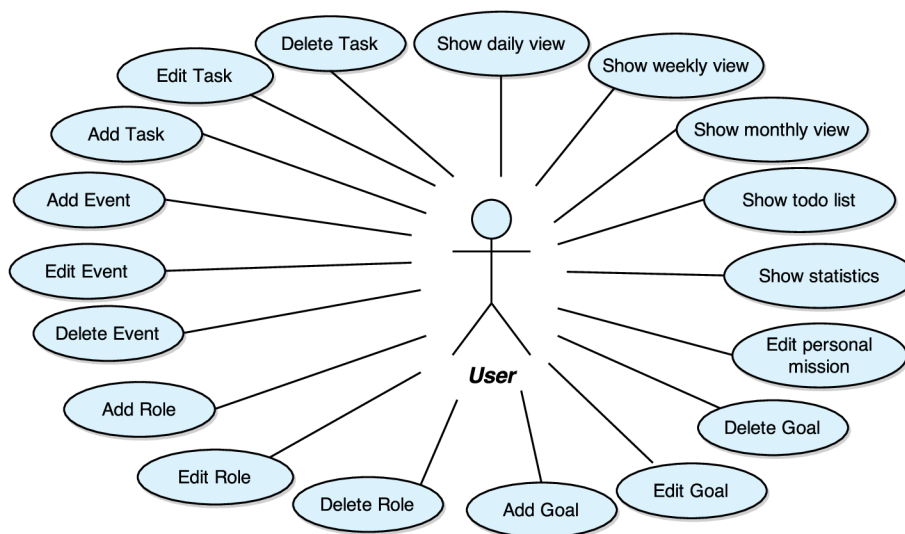 Delete Task
Show daily view
Show weekly view
Edit Task
Show monthly view
Add Task
Add Event
Show todo list
Edit Event
Show statistics
Delete Event
Edit personal
mission
User
Add Role
Delete Goal
Edit Role
Edit Goal
Delete Role
Add Goal